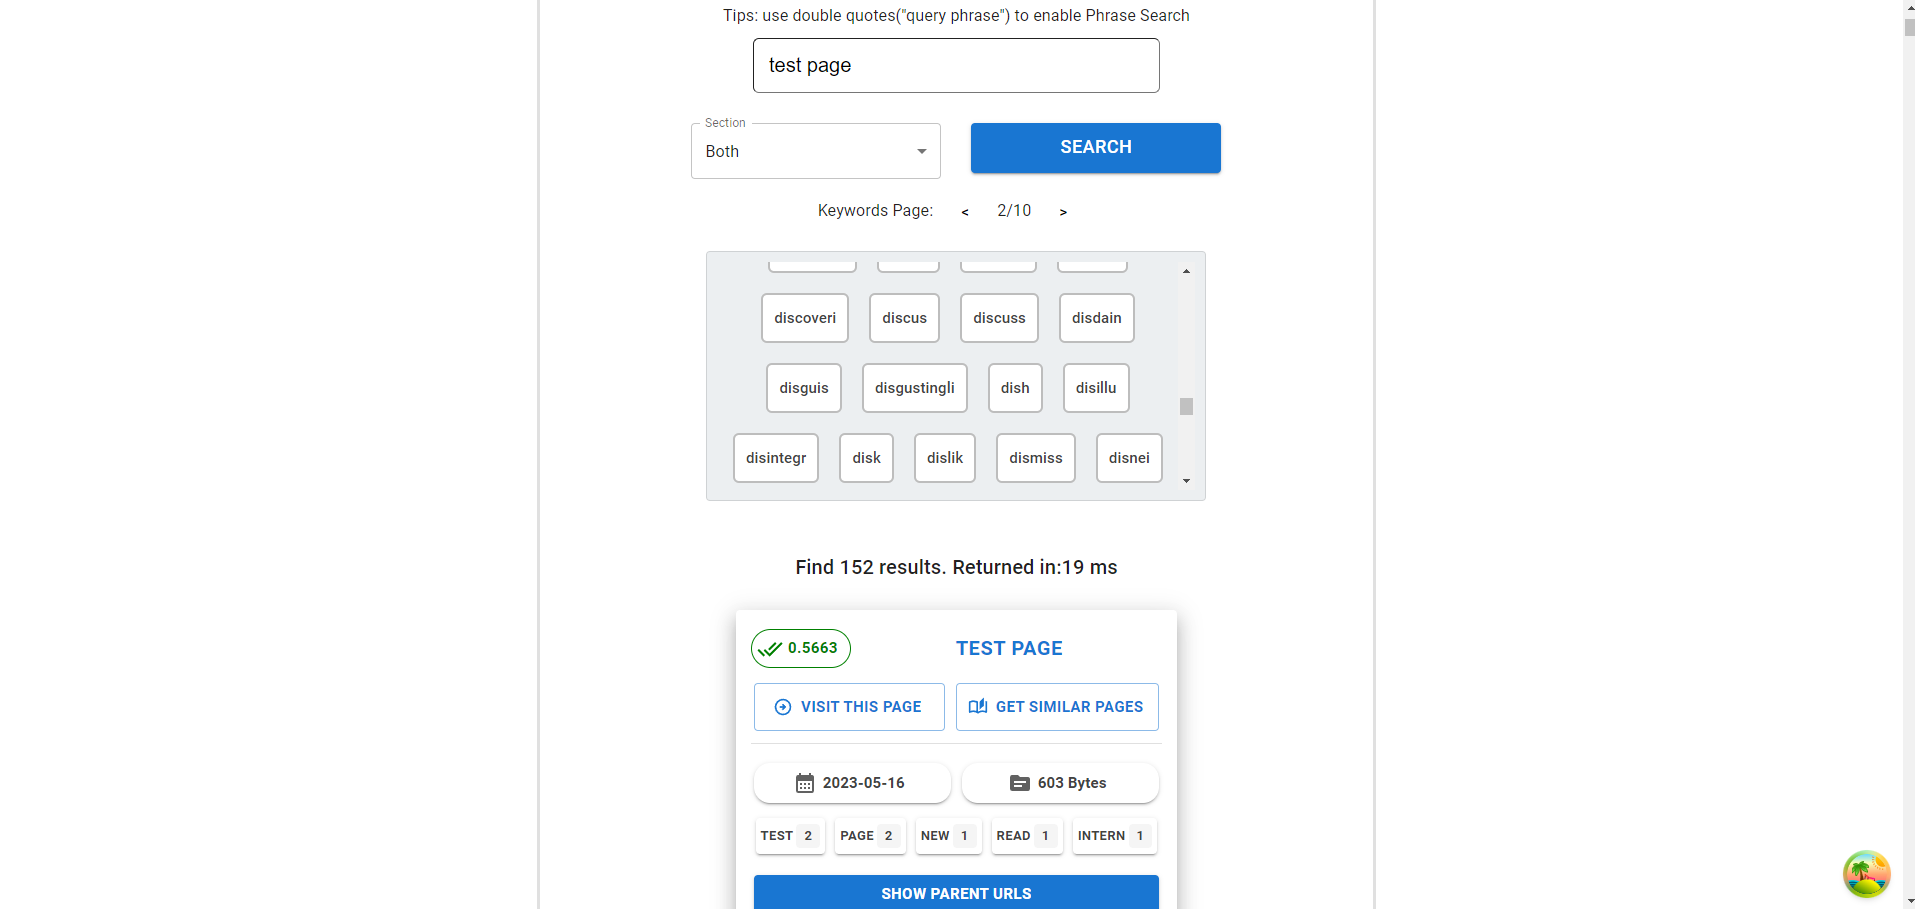 Tips: use double quotes("query phrase") to enable Phrase Search
test page
Section
Both
SEARCH
Keywords Page: < 2/10 >
discoveri discus discuss disdain
disguis disgustingli dish disillu
disintegr disk dislik dismiss disnei
Find 152 results. Returned in:19 ms
0.5663 TEST PAGE
VISIT THIS PAGE GET SIMILAR PAGES
2023-05-16 603 Bytes
TEST 2 PAGE 2 NEW 1 READ 1 INTERN 1
SHOW PARENT URLS